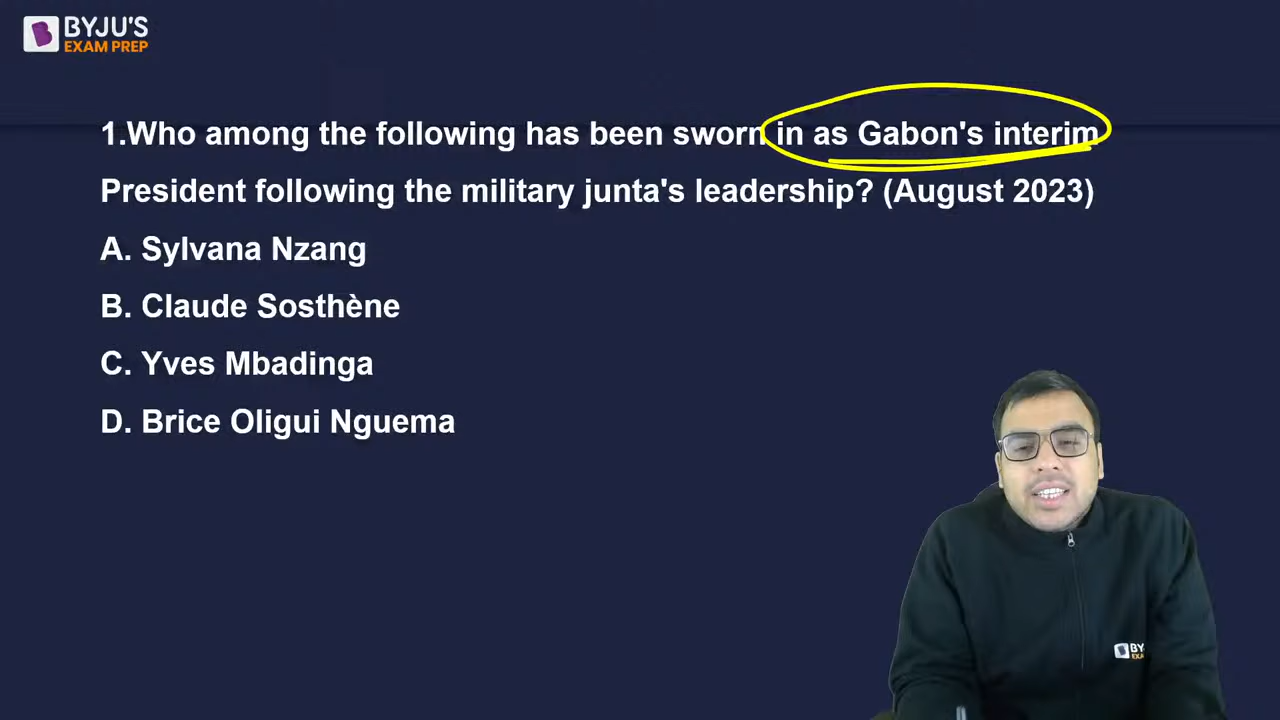 BYJU'S
EXAM PREP
1.Who among the following has been sworn in as Gabon's interim
President following the military junta's leadership? (August 2023)
A. Sylvana Nzang
B. Claude Sosthène
C. Yves Mbadinga
D. Brice Oligui Nguema